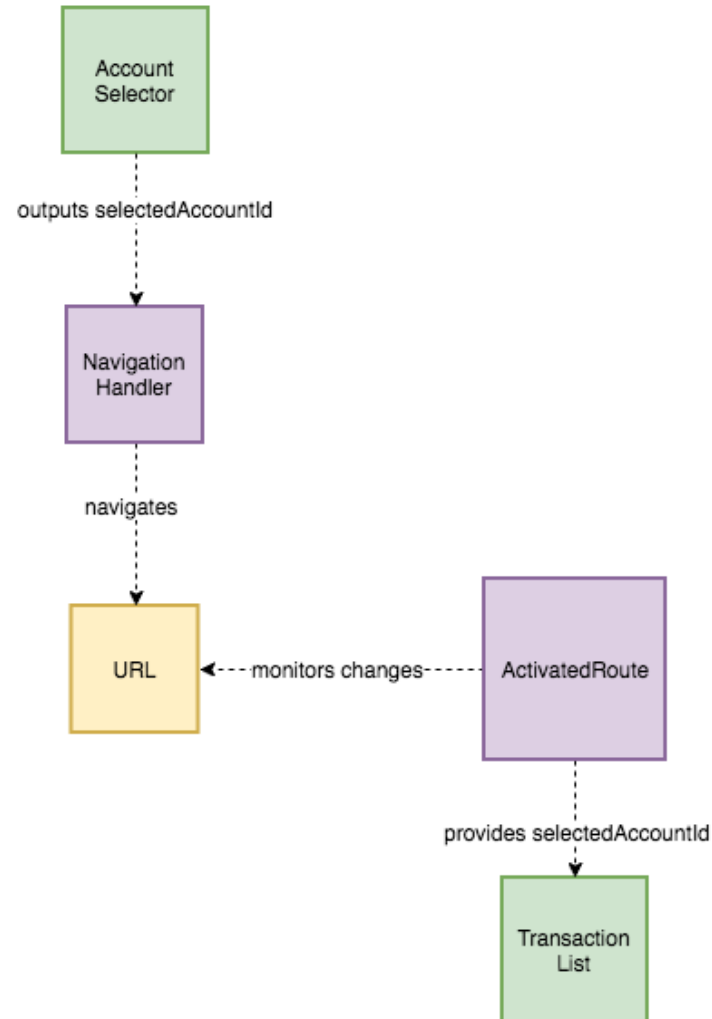 Account
Selector
outputs selectedAccountId
Navigation
Handler
navigates
URL
monitors changes
ActivatedRoute
provides selectedAccountId
Transaction
List